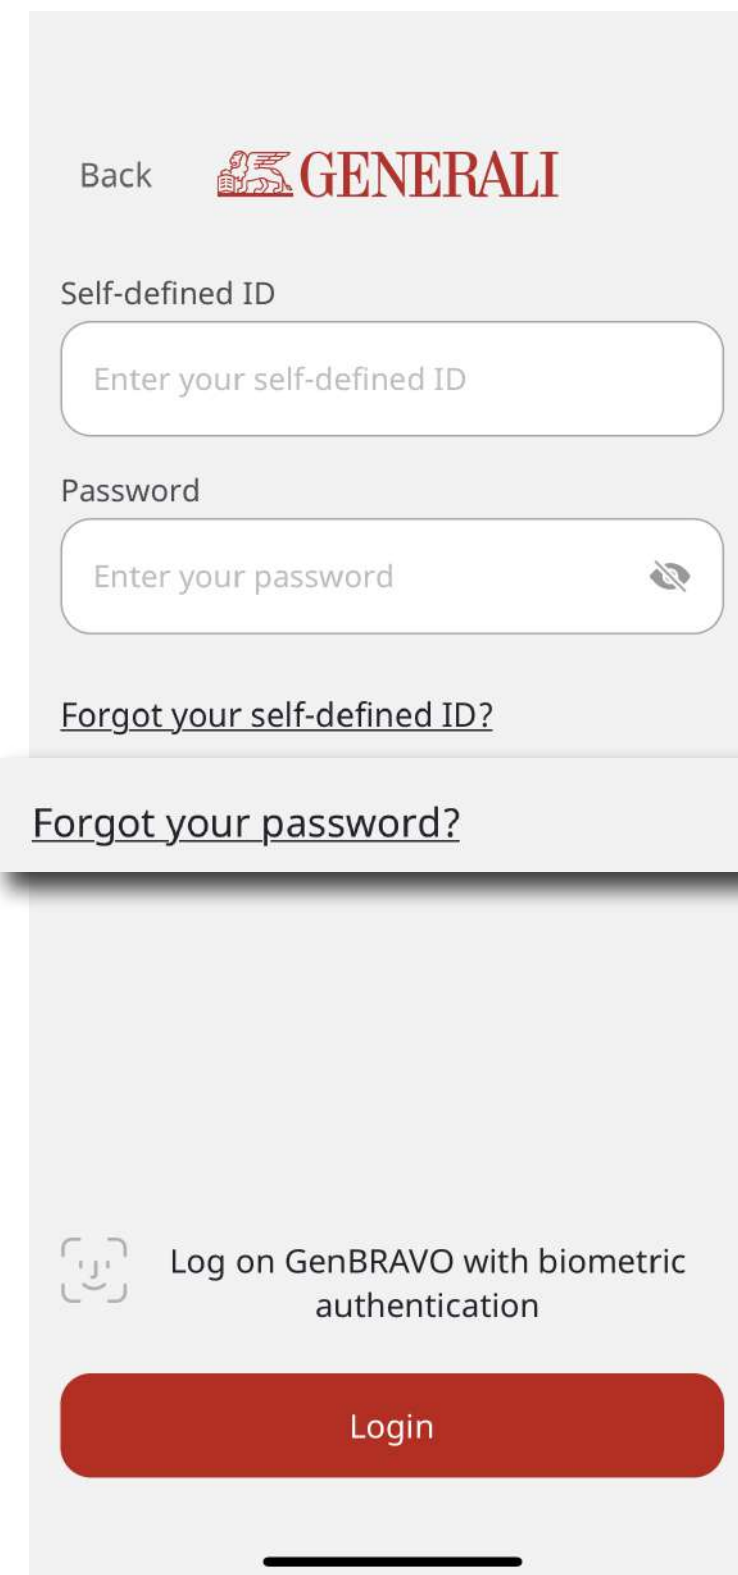 Back
GENERALI
Self-defined ID
Enter your self-defined ID
Password
Enter your password
Forgot your self-defined ID?
Forgot your password?
Log on GenBRAVO with biometric
authentication
Login